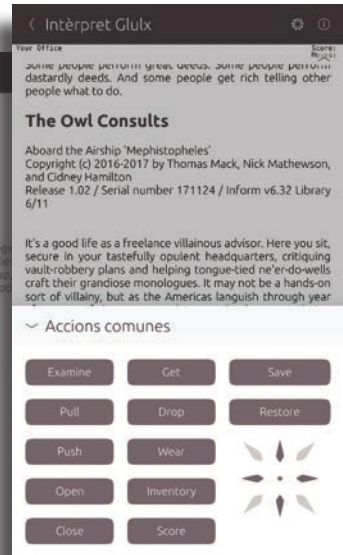 Intèrpret Glulx
Your Office
Score:
Moves:
Some people perform great deeds. Some people perform
dastardly deeds. And some people get rich telling other
people what to do.
The Owl Consults
Aboard the Airship 'Mephistopheles'
Copyright (c) 2016-2017 by Thomas Mack, Nick Mathewson,
and Cidney Hamilton
Release 1.02 / Serial number 171124 / Inform v6.32 Library
6/11
It's a good life as a freelance villainous advisor. Here you sit,
secure in your tastefully opulent headquarters, critiquing
vault-robbery plans and helping tongue-tied ne'er-do-wells
craft their grandiose monologues. It may not be a hands-on
sort of villainy, but as the Americas languish through year
Accions comunes
Examine Get Save
Pull Drop Restore
Push Wear
Open Inventory
Close Score